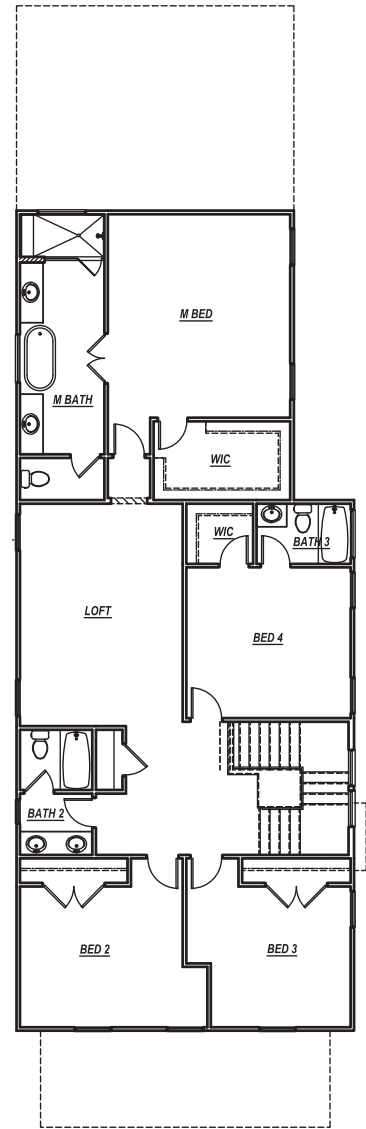 M BED
M BATH
WIC
WIC
BATH 3
LOFT
BED 4
BATH 2
BED 2
BED 3